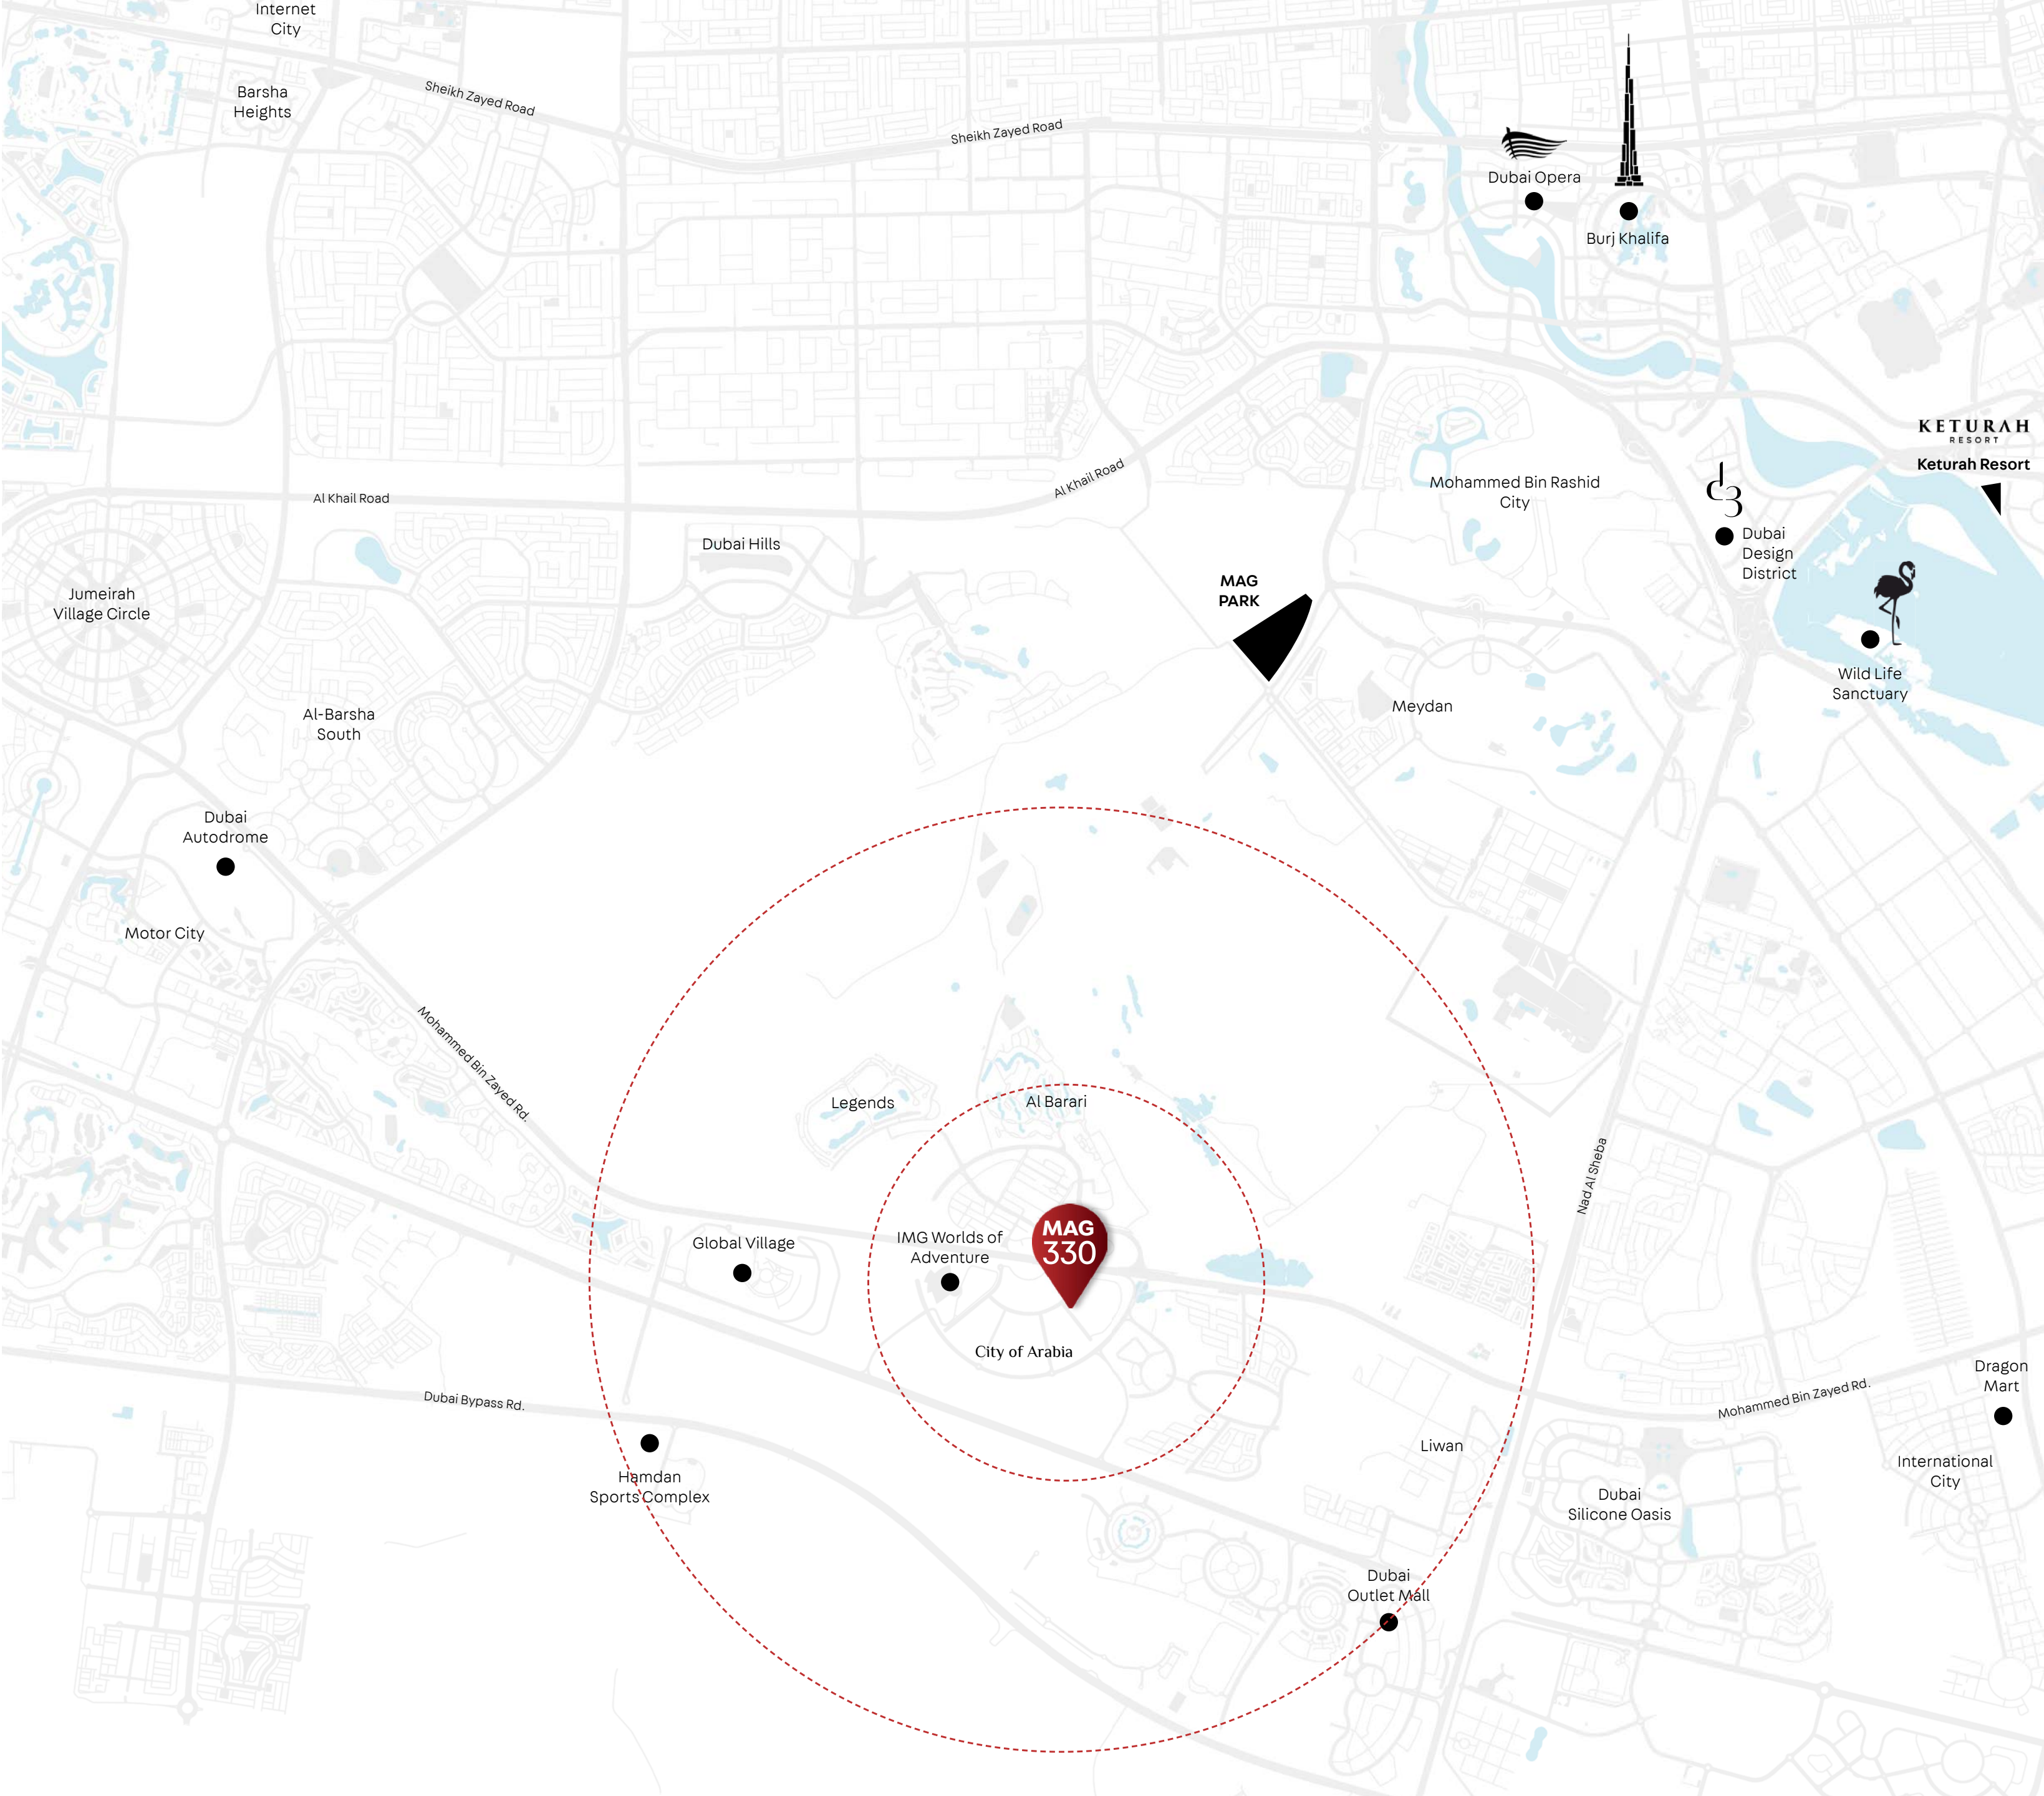 Internet
City
Barsha
Heights
Sheikh Zayed Road
Sheikh Zayed Road
Dubai Opera
Burj Khalifa
KETURAH
RESORT
Keturah Resort
Mohammed Bin Rashid
City
d3
Dubai
Design
District
Al Khail Road
Al Khail Road
Dubai Hills
MAG
PARK
Jumeirah
Village Circle
Wild Life
Sanctuary
Meydan
Al-Barsha
South
Dubai
Autodrome
Motor City
Mohammed Bin Zayed Rd.
Legends
Al Barari
Nad Al Sheba
Global Village
IMG Worlds of
Adventure
MAG
330
City of Arabia
Dubai Bypass Rd.
Mohammed Bin Zayed Rd.
Dragon
Mart
Liwan
International
City
Hamdan
Sports Complex
Dubai
Silicone Oasis
Dubai
Outlet Mall